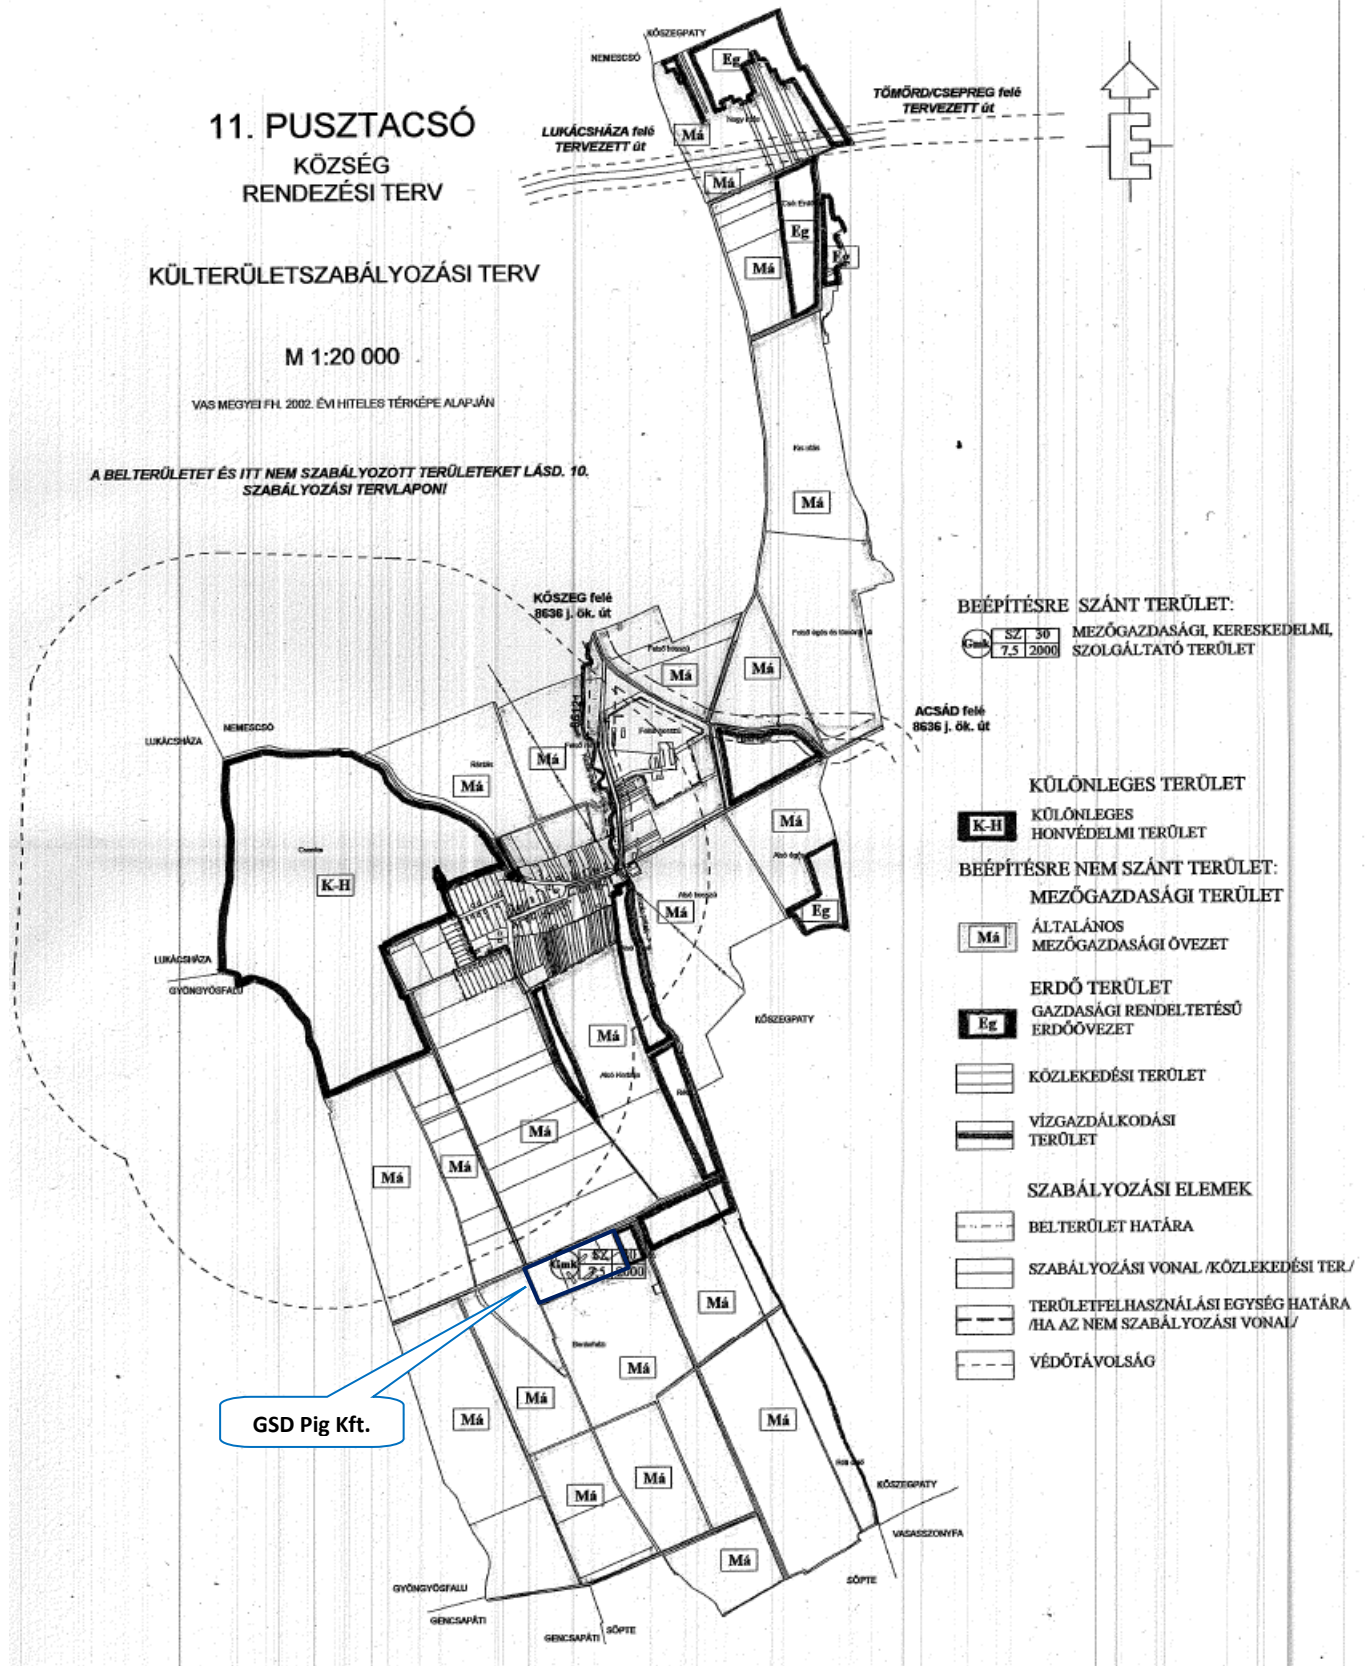 11. PUSZTACSÓ
KÖZSÉG
RENDEZÉSI TERV
KÜLTERÜLETSZABÁLYOZÁSI TERV
M 1:20 000
VAS MEGYEI FH. 2002. ÉVI HITELES TÉRKÉPE ALAPJÁN
A BELTERÜLETET ÉS ITT NEM SZABÁLYOZOTT TERÜLETEKET LÁSD. 10.
SZABÁLYOZÁSI TERVLAPON!
KŐSZEGPATY
NEMESCSÓ
Eg
TÖMÖRD/CSEPREG felé
TERVEZETT út
LUKÁCSHÁZA felé
TERVEZETT út
Má
Má
Eg
Eg
Má
Má
KŐSZEG felé
8636 j. ök. út
Má
Má
ACSÁD felé
8636 j. ök. út
NEMESCSÓ
LUKÁCSHÁZA
Má
Má
Má
K-H
Má
Eg
LUKÁCSHÁZA
GYÖNGYÖSFALU
KŐSZEGPATY
Má
Má
Má
Má
Gmk SZ 30
7,5 2000
Má
GSD Pig Kft.
Má
Má
Má
Má
Má
Má
Má
KŐSZEGPATY
VASASSZONYFA
SÖPTE
GYÖNGYÖSFALU
GENCSAPÁTI
GENCSAPÁTI
SÖPTE
BEÉPÍTÉSRE SZÁNT TERÜLET:
Gmk SZ 30
7,5 2000
MEZŐGAZDASÁGI, KERESKEDELMI,
SZOLGÁLTATÓ TERÜLET
KÜLÖNLEGES TERÜLET
K-H
KÜLÖNLEGES
HONVÉDELMI TERÜLET
BEÉPÍTÉSRE NEM SZÁNT TERÜLET:
MEZŐGAZDASÁGI TERÜLET
Má
ÁLTALÁNOS
MEZŐGAZDASÁGI ÖVEZET
ERDŐ TERÜLET
Eg
GAZDASÁGI RENDELTETÉSŰ
ERDŐÖVEZET
KÖZLEKEDÉSI TERÜLET
VÍZGAZDÁLKODÁSI
TERÜLET
SZABÁLYOZÁSI ELEMEK
BELTERÜLET HATÁRA
SZABÁLYOZÁSI VONAL /KÖZLEKEDÉSI TER./
TERÜLETFELHASZNÁLÁSI EGYSÉG HATÁRA
/HA AZ NEM SZABÁLYOZÁSI VONAL/
VÉDŐTÁVOLSÁG